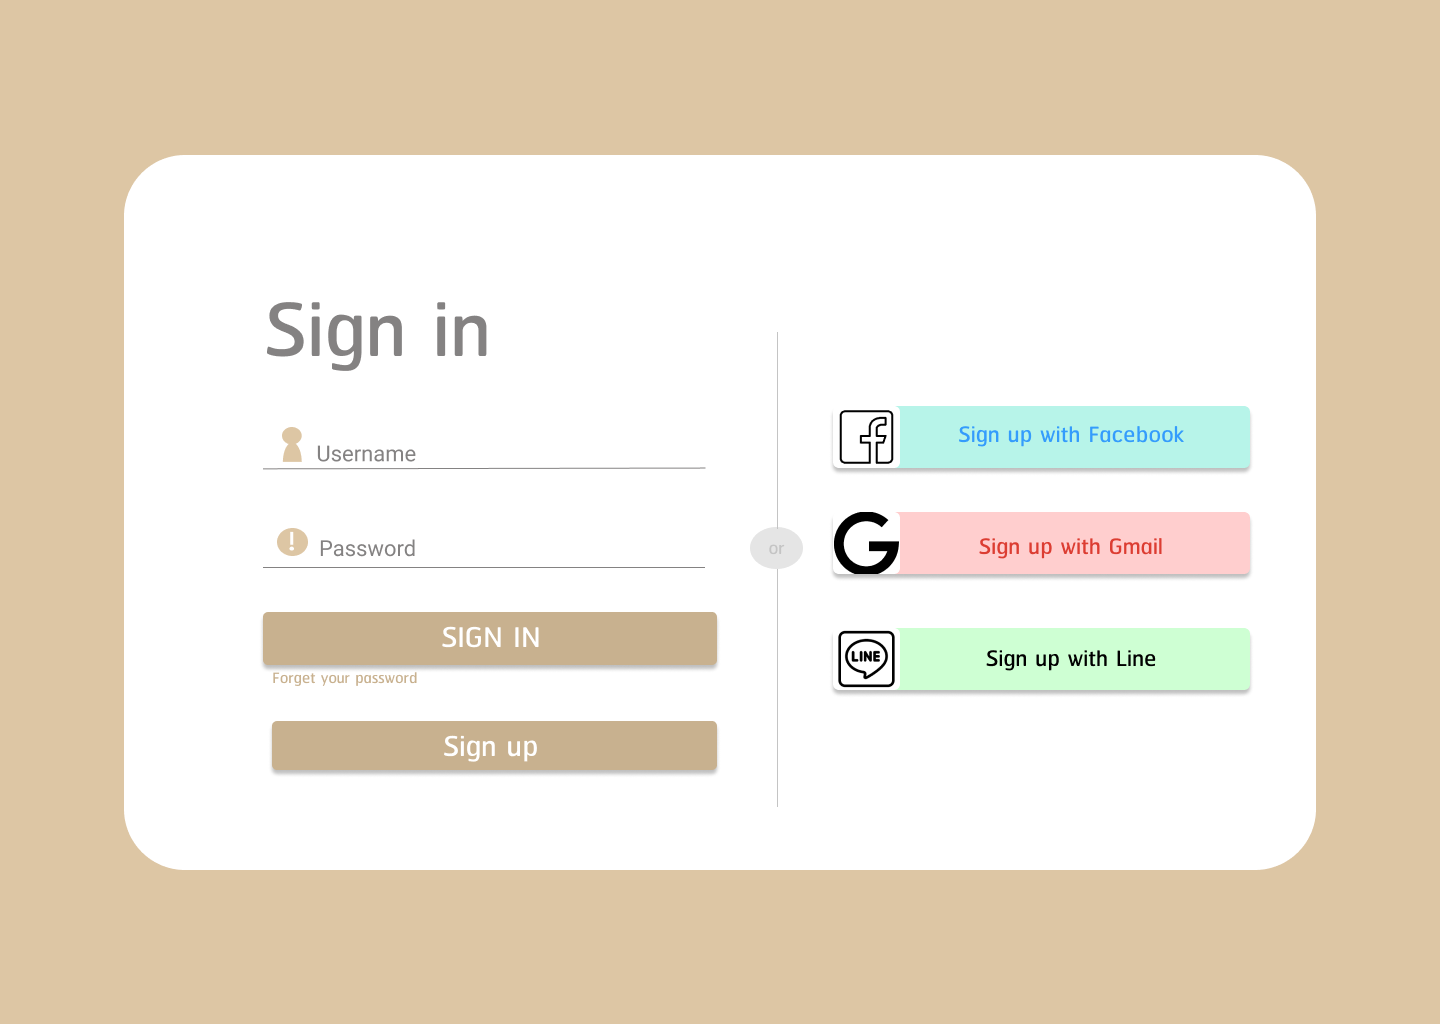 Sign in
Username
Password
SIGN IN
Forget your password
Sign up
or
Sign up with Facebook
Sign up with Gmail
LINE
Sign up with Line